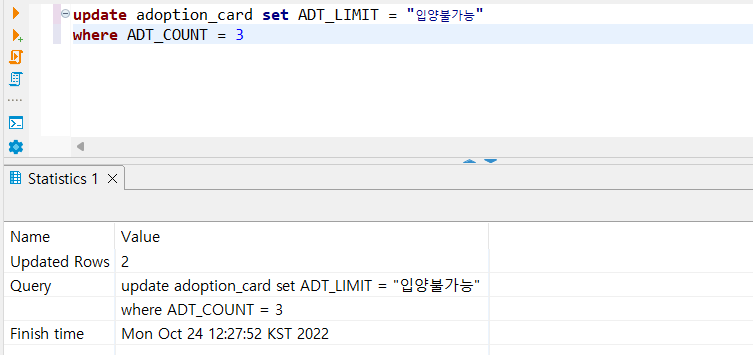 update adoption_card set ADT_LIMIT = "입양불가능"
where ADT_COUNT = 3
Statistics 1
Name Value
Updated Rows 2
Query update adoption_card set ADT_LIMIT = "입양불가능"
where ADT_COUNT = 3
Finish time Mon Oct 24 12:27:52 KST 2022